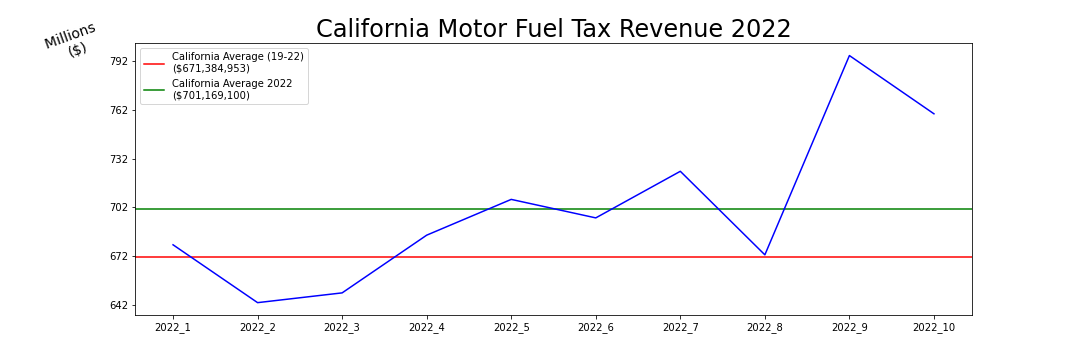 California Motor Fuel Tax Revenue 2022
Millions
($)
California Average (19-22)
($671,384,953)
California Average 2022
($701,169,100)
792
762
732
702
672
642
2022_1 2022_2 2022_3 2022_4 2022_5 2022_6 2022_7 2022_8 2022_9 2022_10